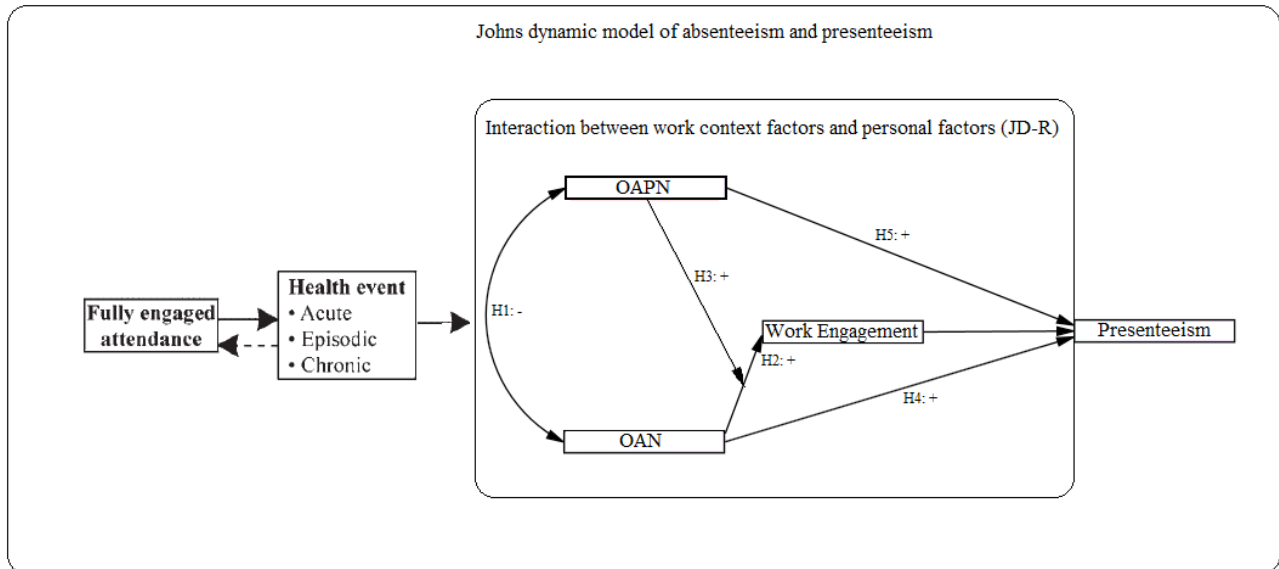 Johns dynamic model of absenteeism and presenteeism
Interaction between work context factors and personal factors (JD-R)
OAPN
H5: +
H3: +
Health event
• Acute
• Episodic
• Chronic
Fully engaged
attendance
H1: -
Work Engagement
Presenteeism
H2: +
H4: +
OAN